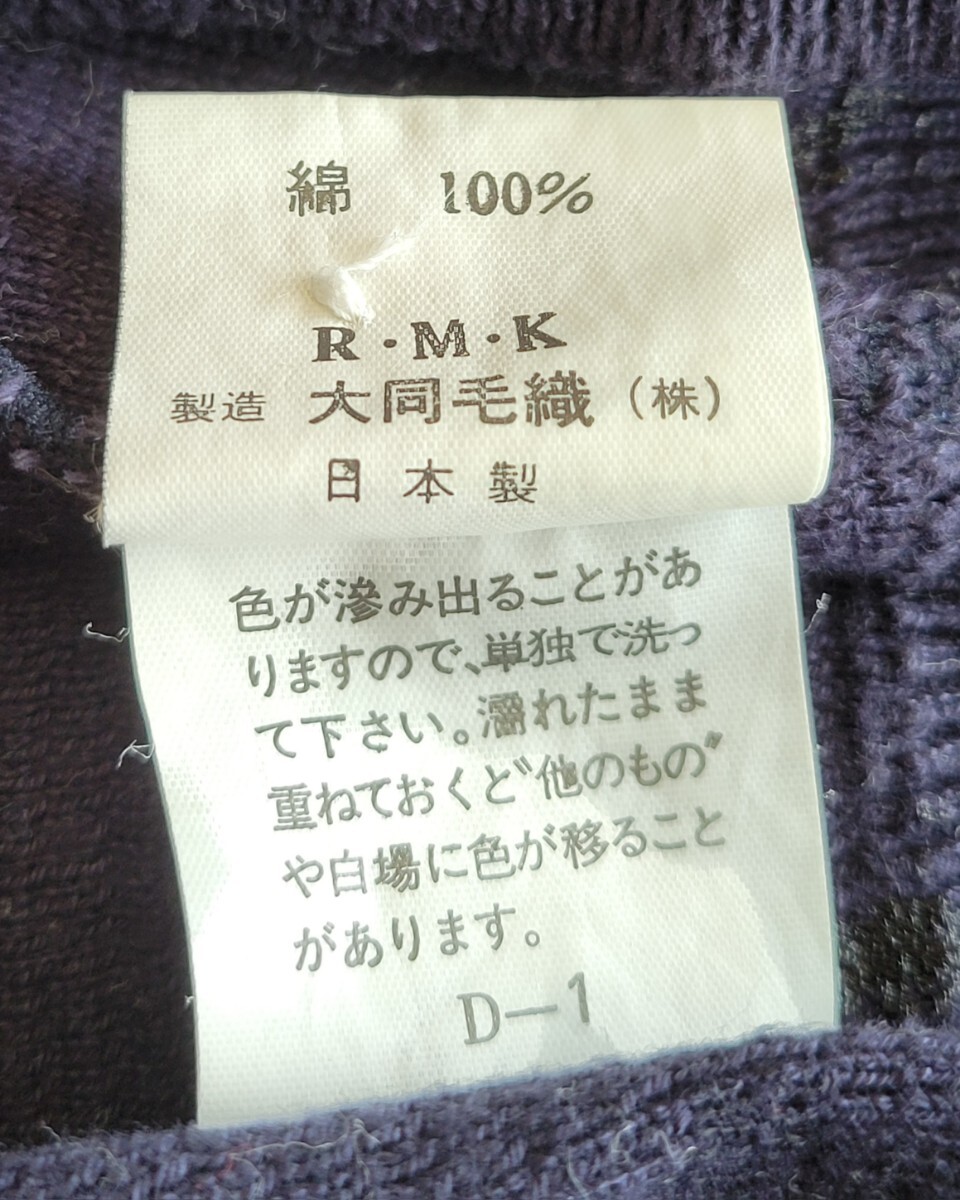 綿 100%
R・M・K
製造 大同毛織（株）
日本製
色が滲み出ることがあ
りますので、単独で洗っ
て下さい。濡れたまま
重ねておくと〝他のもの〟
や白場に色が移ること
があります。
D－1